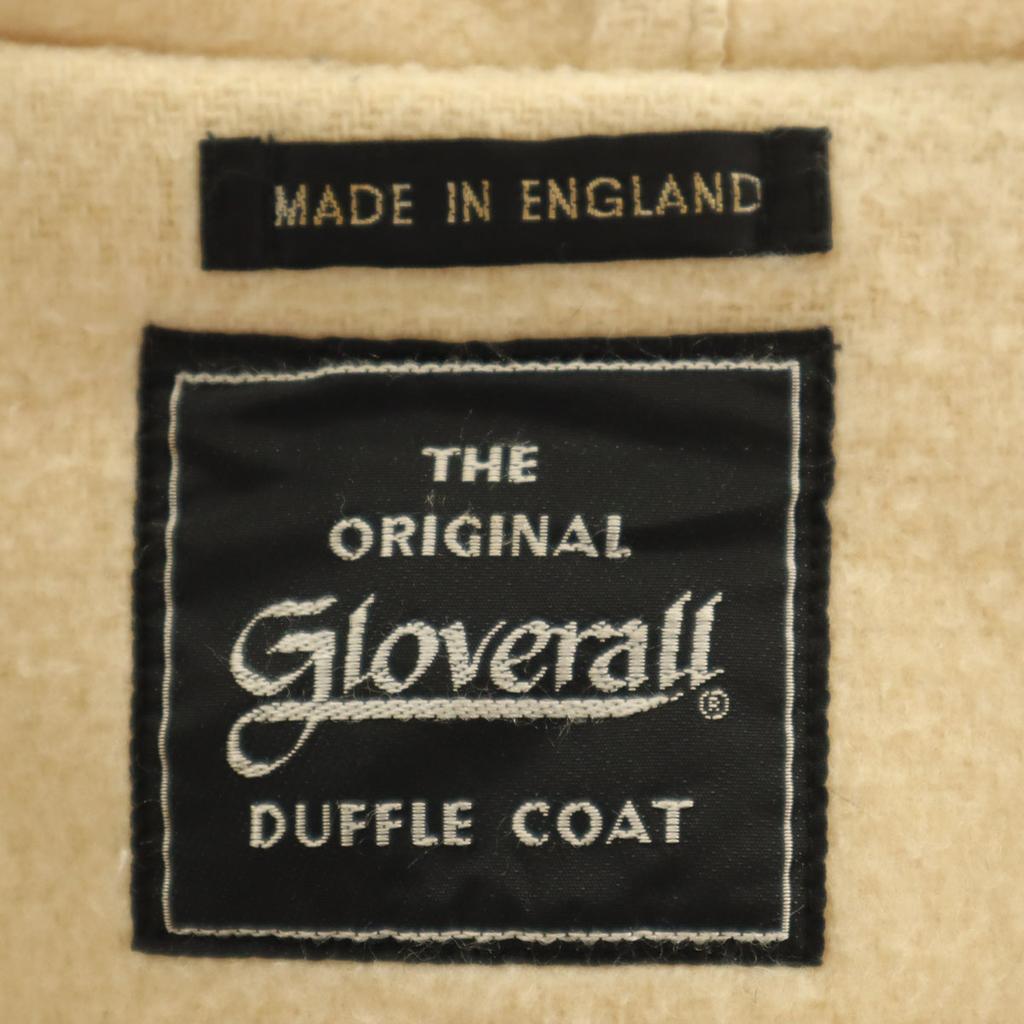 MADE IN ENGLAND
THE
ORIGINAL
Gloverall®
DUFFLE COAT